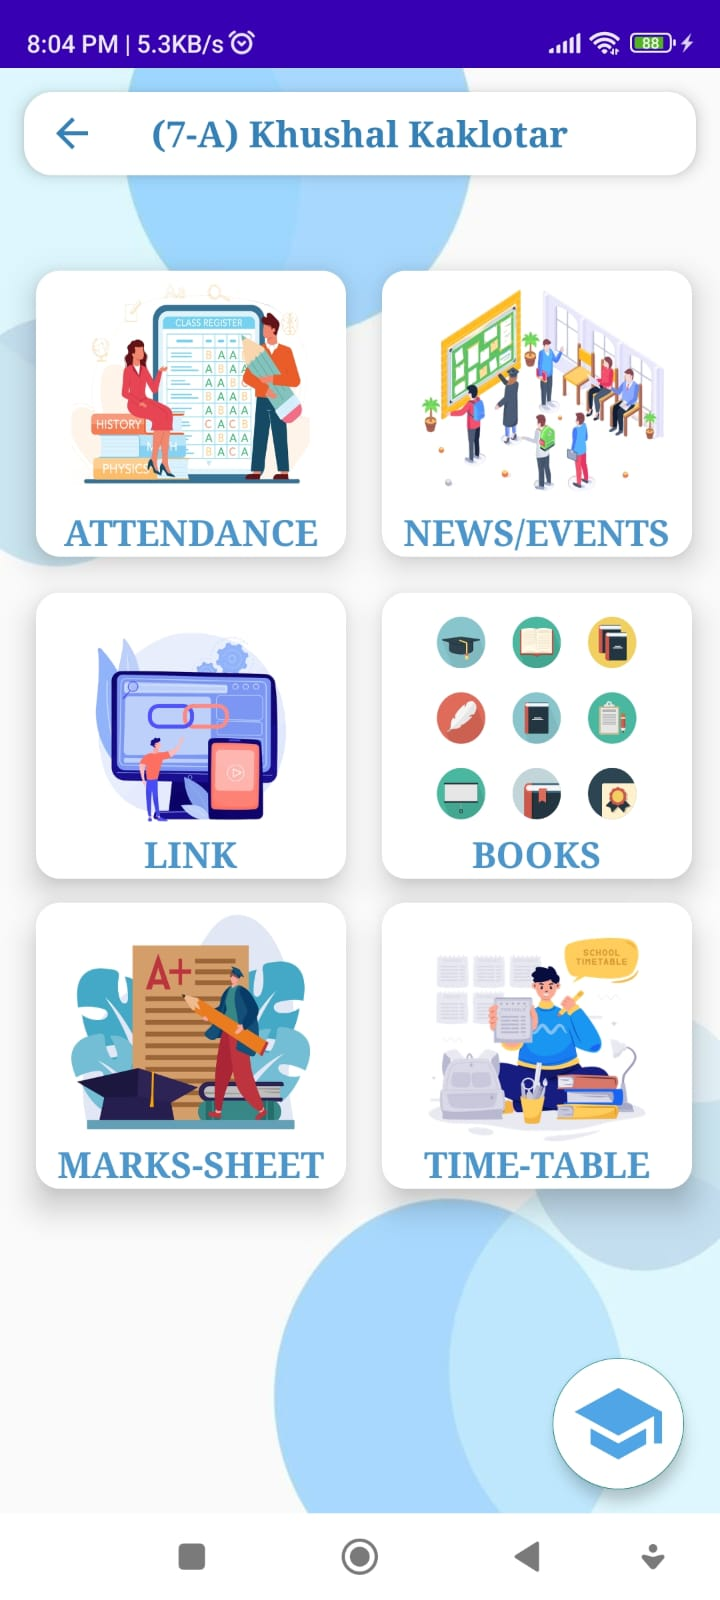 8:04 PM | 5.3KB/s
88
(7-A) Khushal Kaklotar
CLASS REGISTER
B A A
A B A A
A A B
B A A B
A B A A
C A C B
A B A A
B A C A
HISTORY
PHYSICS
ATTENDANCE
NEWS/EVENTS
LINK
BOOKS
A+
SCHOOL
TIMETABLE
MARKS-SHEET
TIME-TABLE